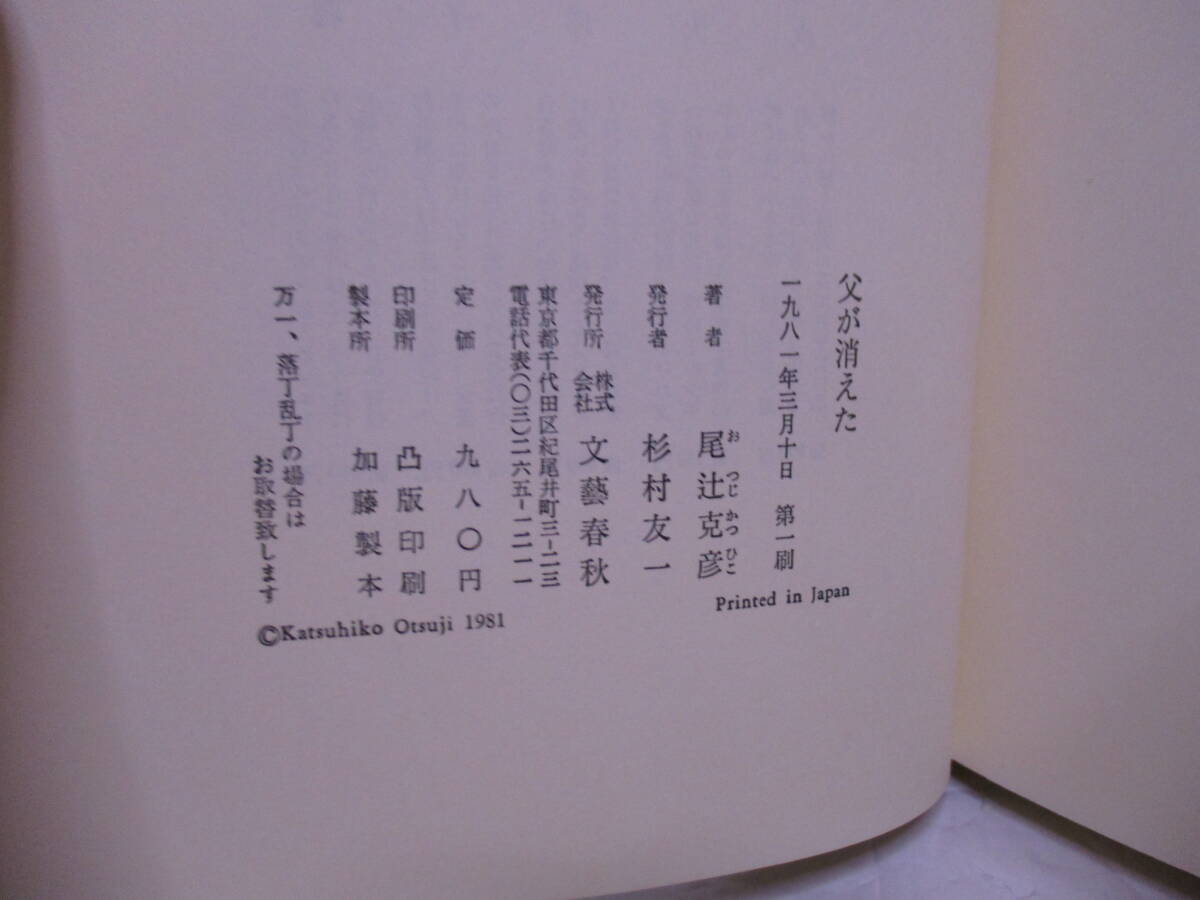 父が消えた
一九八一年三月十日 第一刷
著者 尾辻克彦
おつじかつひこ
発行者 杉村友一
発行所 株式会社 文藝春秋
東京都千代田区紀尾井町三-二三
電話代表(〇三)二六五-一二一一
定価 九八〇円
印刷所 凸版印刷
製本所 加藤製本
万一、落丁乱丁の場合は
お取替致します
Printed in Japan
©Katsuhiko Otsuji 1981